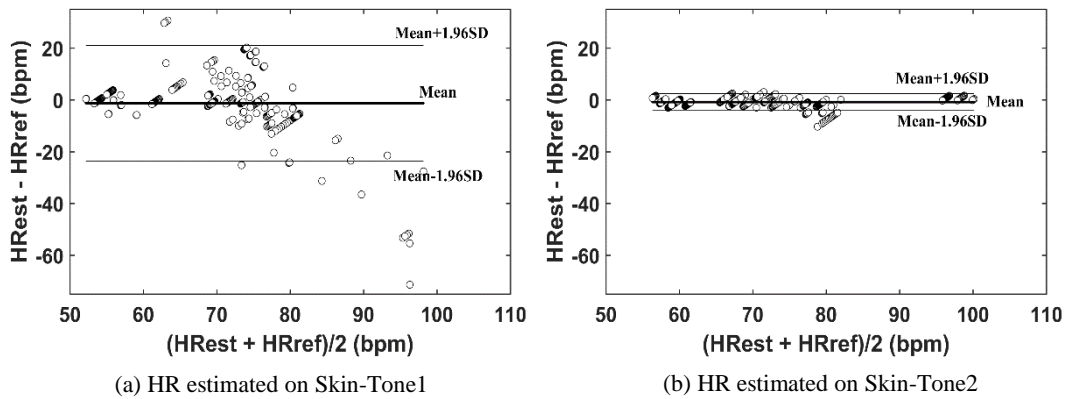 Mean+1.96SD
Mean
Mean-1.96SD
HRest - HRref (bpm)
20
0
-20
-40
-60
50 60 70 80 90 100 110
(HRest + HRref)/2 (bpm)
(a) HR estimated on Skin-Tone1
Mean+1.96SD
Mean
Mean-1.96SD
HRest - HRref (bpm)
20
0
-20
-40
-60
50 60 70 80 90 100 110
(HRest + HRref)/2 (bpm)
(b) HR estimated on Skin-Tone2